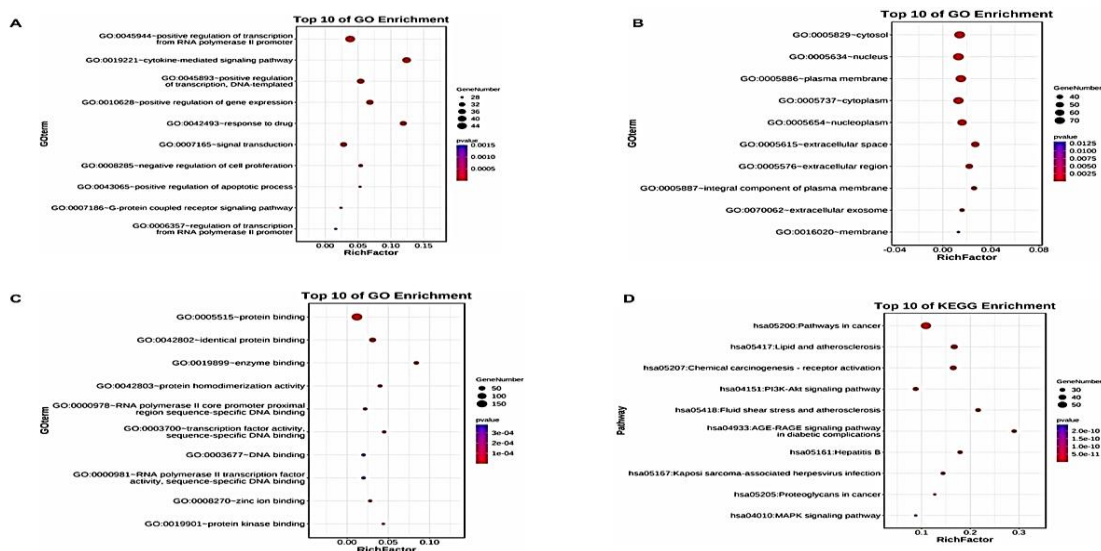 A
Top 10 of GO Enrichment
GO:0045944~positive regulation of transcription
from RNA polymerase II promoter
GO:0019221~cytokine-mediated signaling pathway
GO:0045893~positive regulation
of transcription, DNA-templated
GO:0010628~positive regulation of gene expression
GO:0042493~response to drug
GO:0007165~signal transduction
GO:0008285~negative regulation of cell proliferation
GO:0043065~positive regulation of apoptotic process
GO:0007186~G-protein coupled receptor signaling pathway
GO:0006357~regulation of transcription
from RNA polymerase II promoter
GOterm
0.00 0.05 0.10 0.15
RichFactor
GeneNumber
28
32
36
40
44
pvalue
0.0015
0.0010
0.0005
B
Top 10 of GO Enrichment
GO:0005829~cytosol
GO:0005634~nucleus
GO:0005886~plasma membrane
GO:0005737~cytoplasm
GO:0005654~nucleoplasm
GO:0005615~extracellular space
GO:0005576~extracellular region
GO:0005887~integral component of plasma membrane
GO:0070062~extracellular exosome
GO:0016020~membrane
GOterm
-0.04 0.00 0.04 0.08
RichFactor
GeneNumber
40
50
60
70
pvalue
0.0125
0.0100
0.0075
0.0050
0.0025
C
Top 10 of GO Enrichment
GO:0005515~protein binding
GO:0042802~identical protein binding
GO:0019899~enzyme binding
GO:0042803~protein homodimerization activity
GO:0000978~RNA polymerase II core promoter proximal
region sequence-specific DNA binding
GO:0003700~transcription factor activity,
sequence-specific DNA binding
GO:0003677~DNA binding
GO:0000981~RNA polymerase II transcription factor
activity, sequence-specific DNA binding
GO:0008270~zinc ion binding
GO:0019901~protein kinase binding
GOterm
0.00 0.05 0.10
RichFactor
GeneNumber
50
100
150
pvalue
3e-04
2e-04
1e-04
D
Top 10 of KEGG Enrichment
hsa05200:Pathways in cancer
hsa05417:Lipid and atherosclerosis
hsa05207:Chemical carcinogenesis - receptor activation
hsa04151:PI3K-Akt signaling pathway
hsa05418:Fluid shear stress and atherosclerosis
hsa04933:AGE-RAGE signaling pathway
in diabetic complications
hsa05161:Hepatitis B
hsa05167:Kaposi sarcoma-associated herpesvirus infection
hsa05205:Proteoglycans in cancer
hsa04010:MAPK signaling pathway
Pathway
0.1 0.2 0.3
RichFactor
GeneNumber
30
40
50
pvalue
2.0e-10
1.5e-10
1.0e-10
5.0e-11